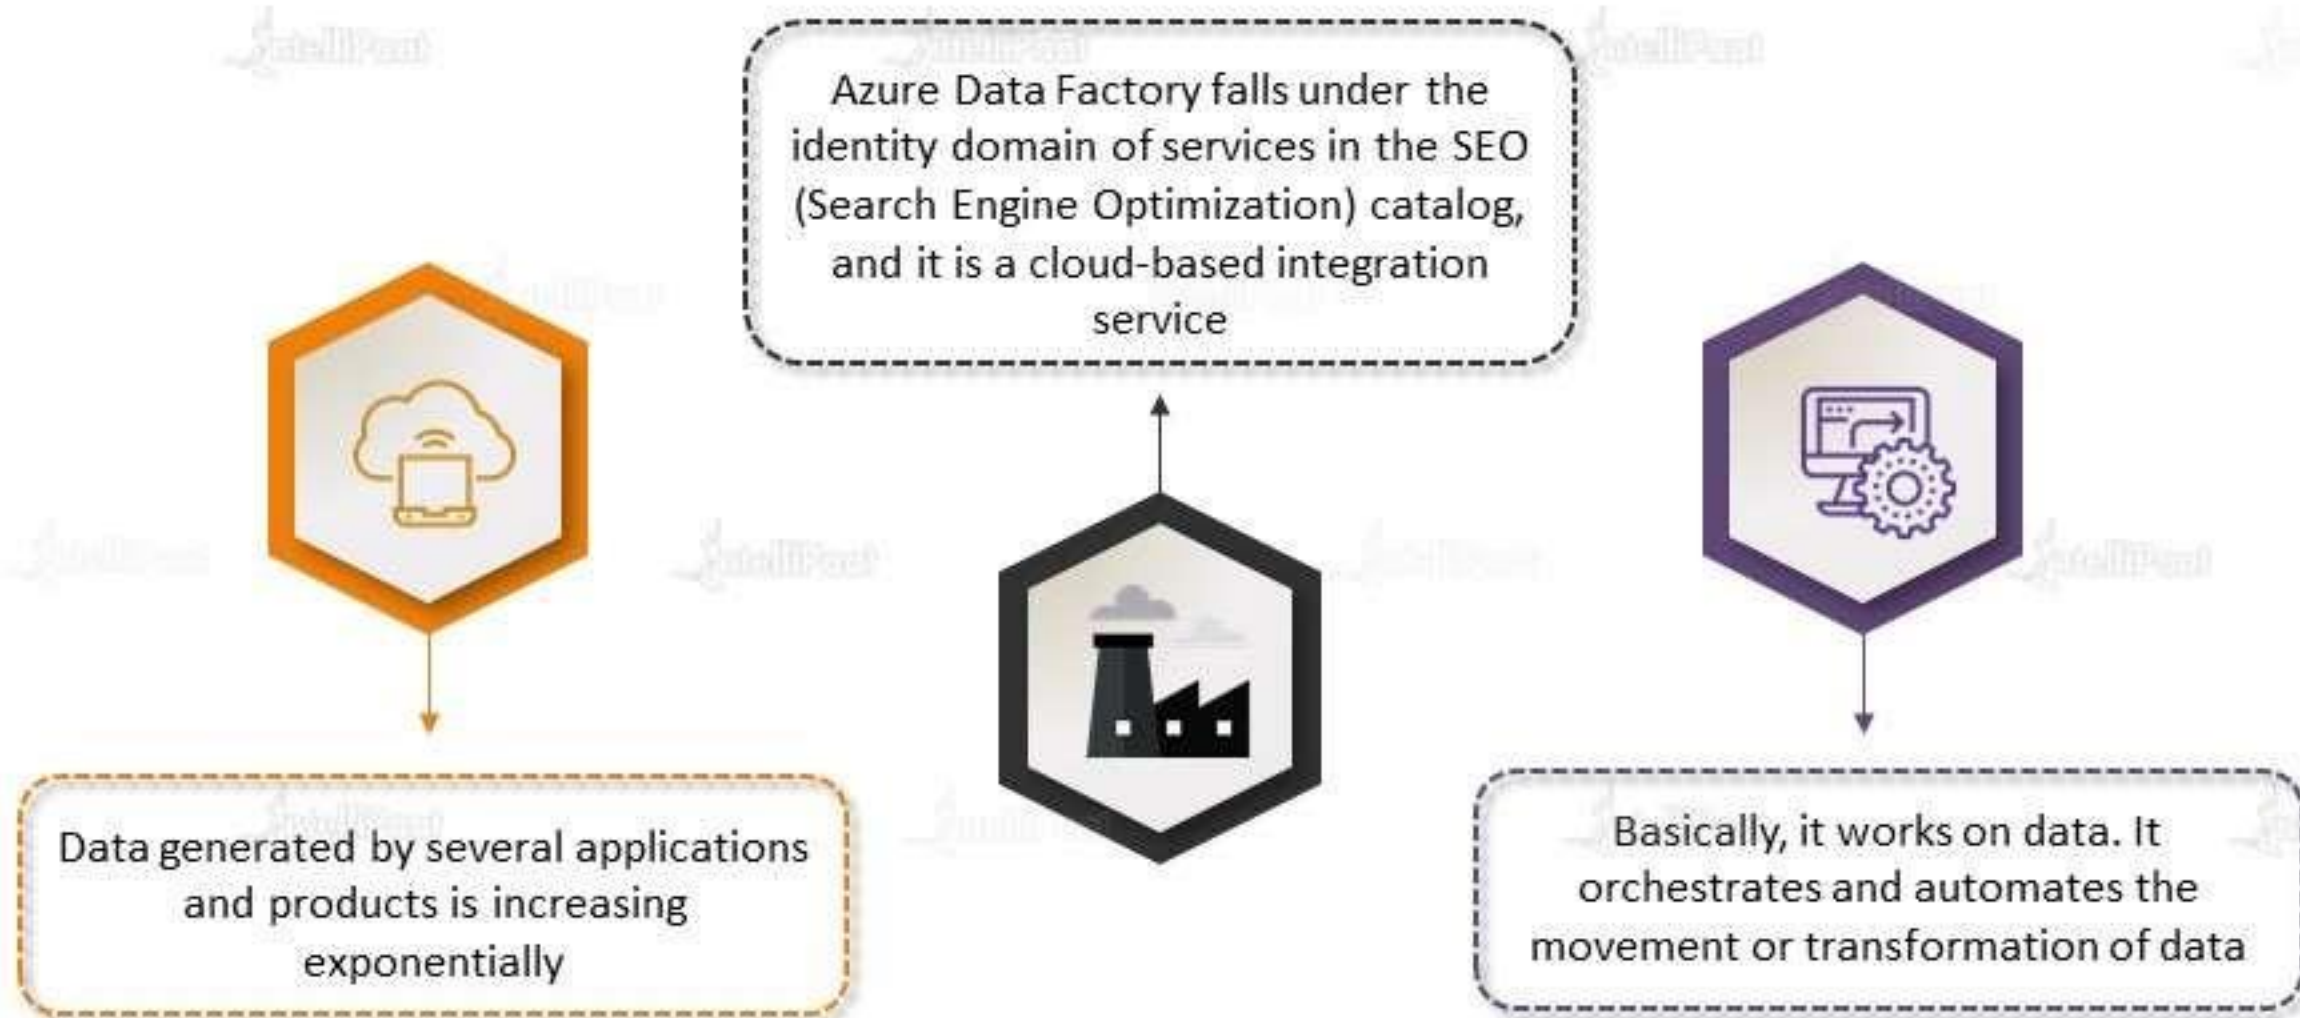 Azure Data Factory falls under the
identity domain of services in the SEO
(Search Engine Optimization) catalog,
and it is a cloud-based integration
service
Data generated by several applications
and products is increasing
exponentially
Basically, it works on data. It
orchestrates and automates the
movement or transformation of data